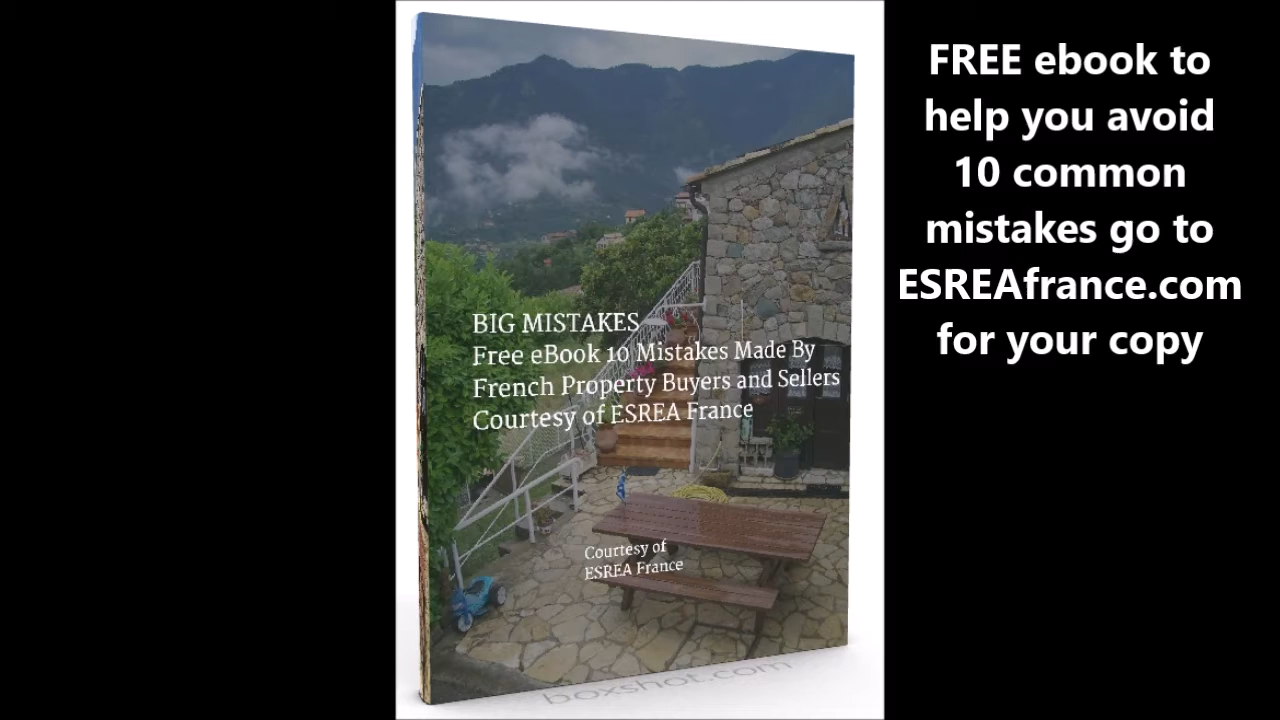 BIG MISTAKES
Free eBook 10 Mistakes Made By
French Property Buyers and Sellers
Courtesy of ESREA France
Courtesy of
ESREA France
boxshot.com
FREE ebook to
help you avoid
10 common
mistakes go to
ESREAfrance.com
for your copy